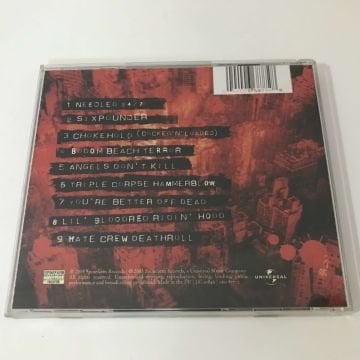 1 NEEDLED 24/7
2 SIXPOUNDER
3 CHOKEHOLD (COCKED'N'LOADED)
4 BODOM BEACH TERROR
5 ANGELS DON'T KILL
6 TRIPLE CORPSE HAMMERBLOW
7 YOU'RE BETTER OFF DEAD
8 LIL' BLOODRED RIDIN' HOOD
9 HATE CREW DEATHROLL
UNIVERSAL